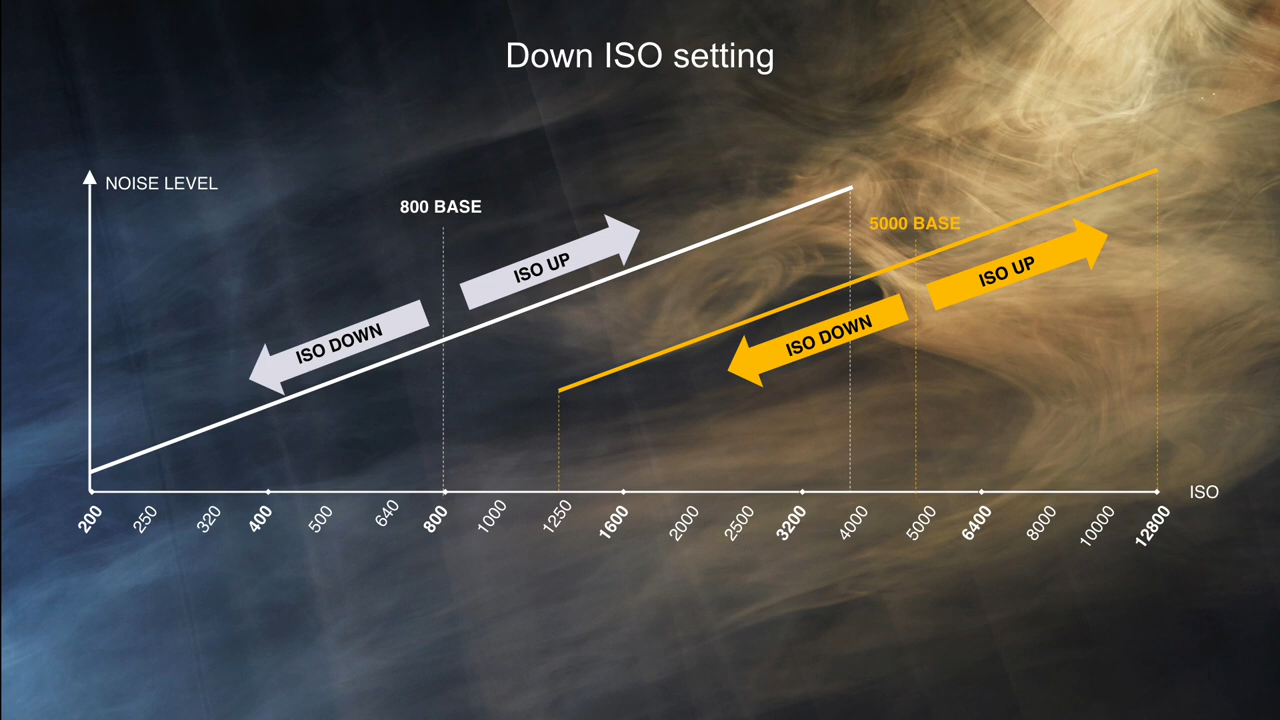 Down ISO setting
NOISE LEVEL
800 BASE
5000 BASE
ISO UP
ISO DOWN
ISO UP
ISO DOWN
ISO
200 250 320 400 500 640 800 1000 1250 1600 2000 2500 3200 4000 5000 6400 8000 10000 12800